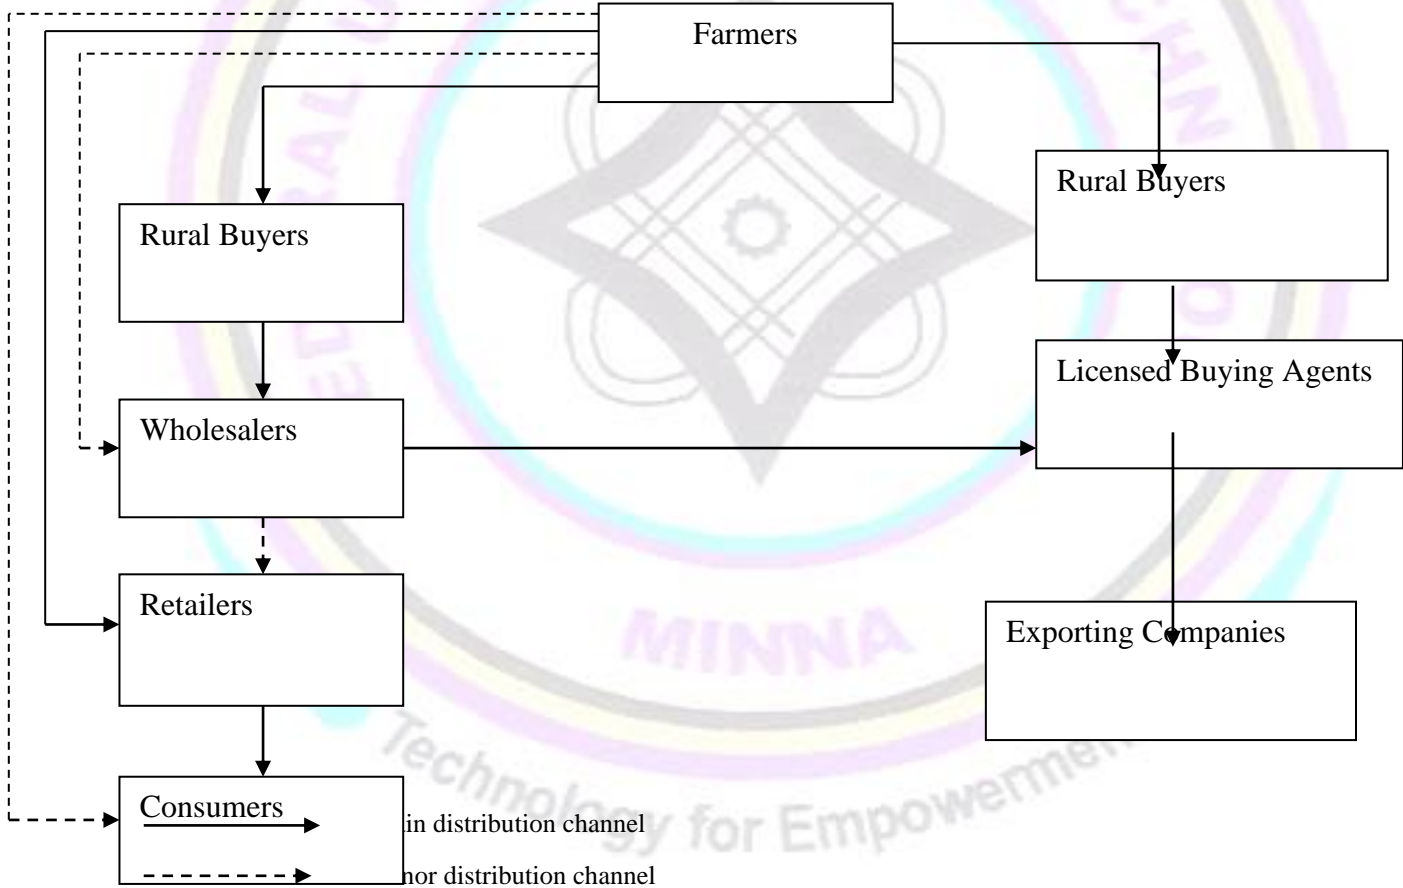 Farmers
Rural Buyers
Rural Buyers
Licensed Buying Agents
Wholesalers
Retailers
Exporting Companies
MINNA
Technology for Empowerment
Consumers
in distribution channel
nor distribution channel